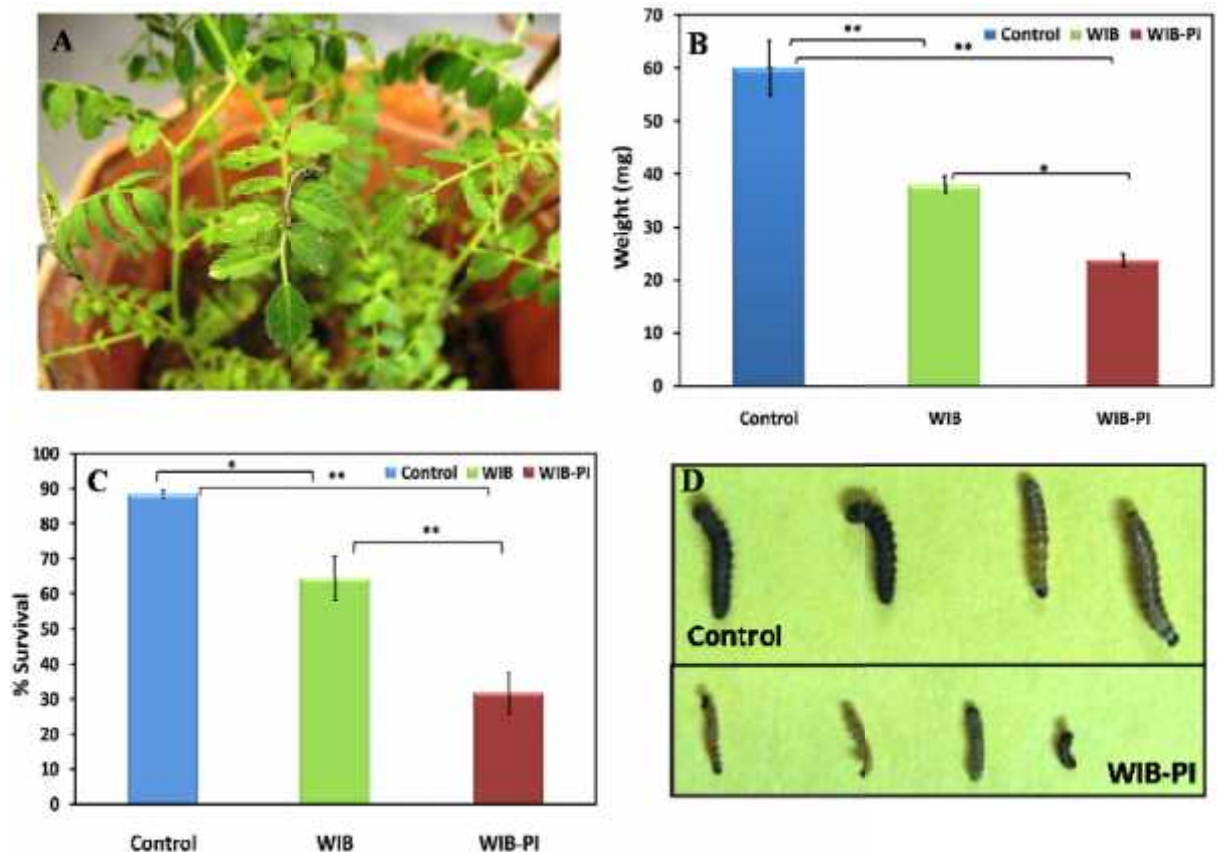 A
B
Control WIB WIB-PI
**
**
*
Weight (mg)
70
60
50
40
30
20
10
0
Control WIB WIB-PI
C
Control WIB WIB-PI
*
**
**
% Survival
100
90
80
70
60
50
40
30
20
10
0
Control WIB WIB-PI
D
Control
WIB-PI